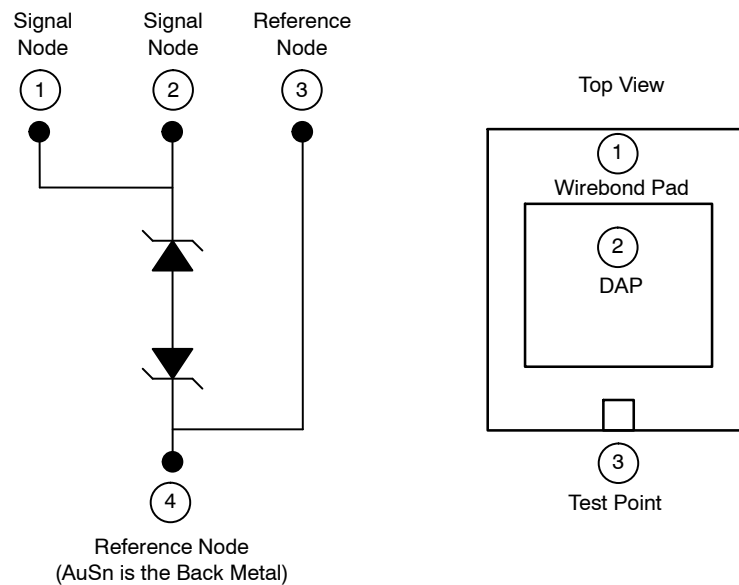 Signal Node
Signal Node
Reference Node
1
2
3
4
Reference Node
(AuSn is the Back Metal)
Top View
1
Wirebond Pad
2
DAP
3
Test Point